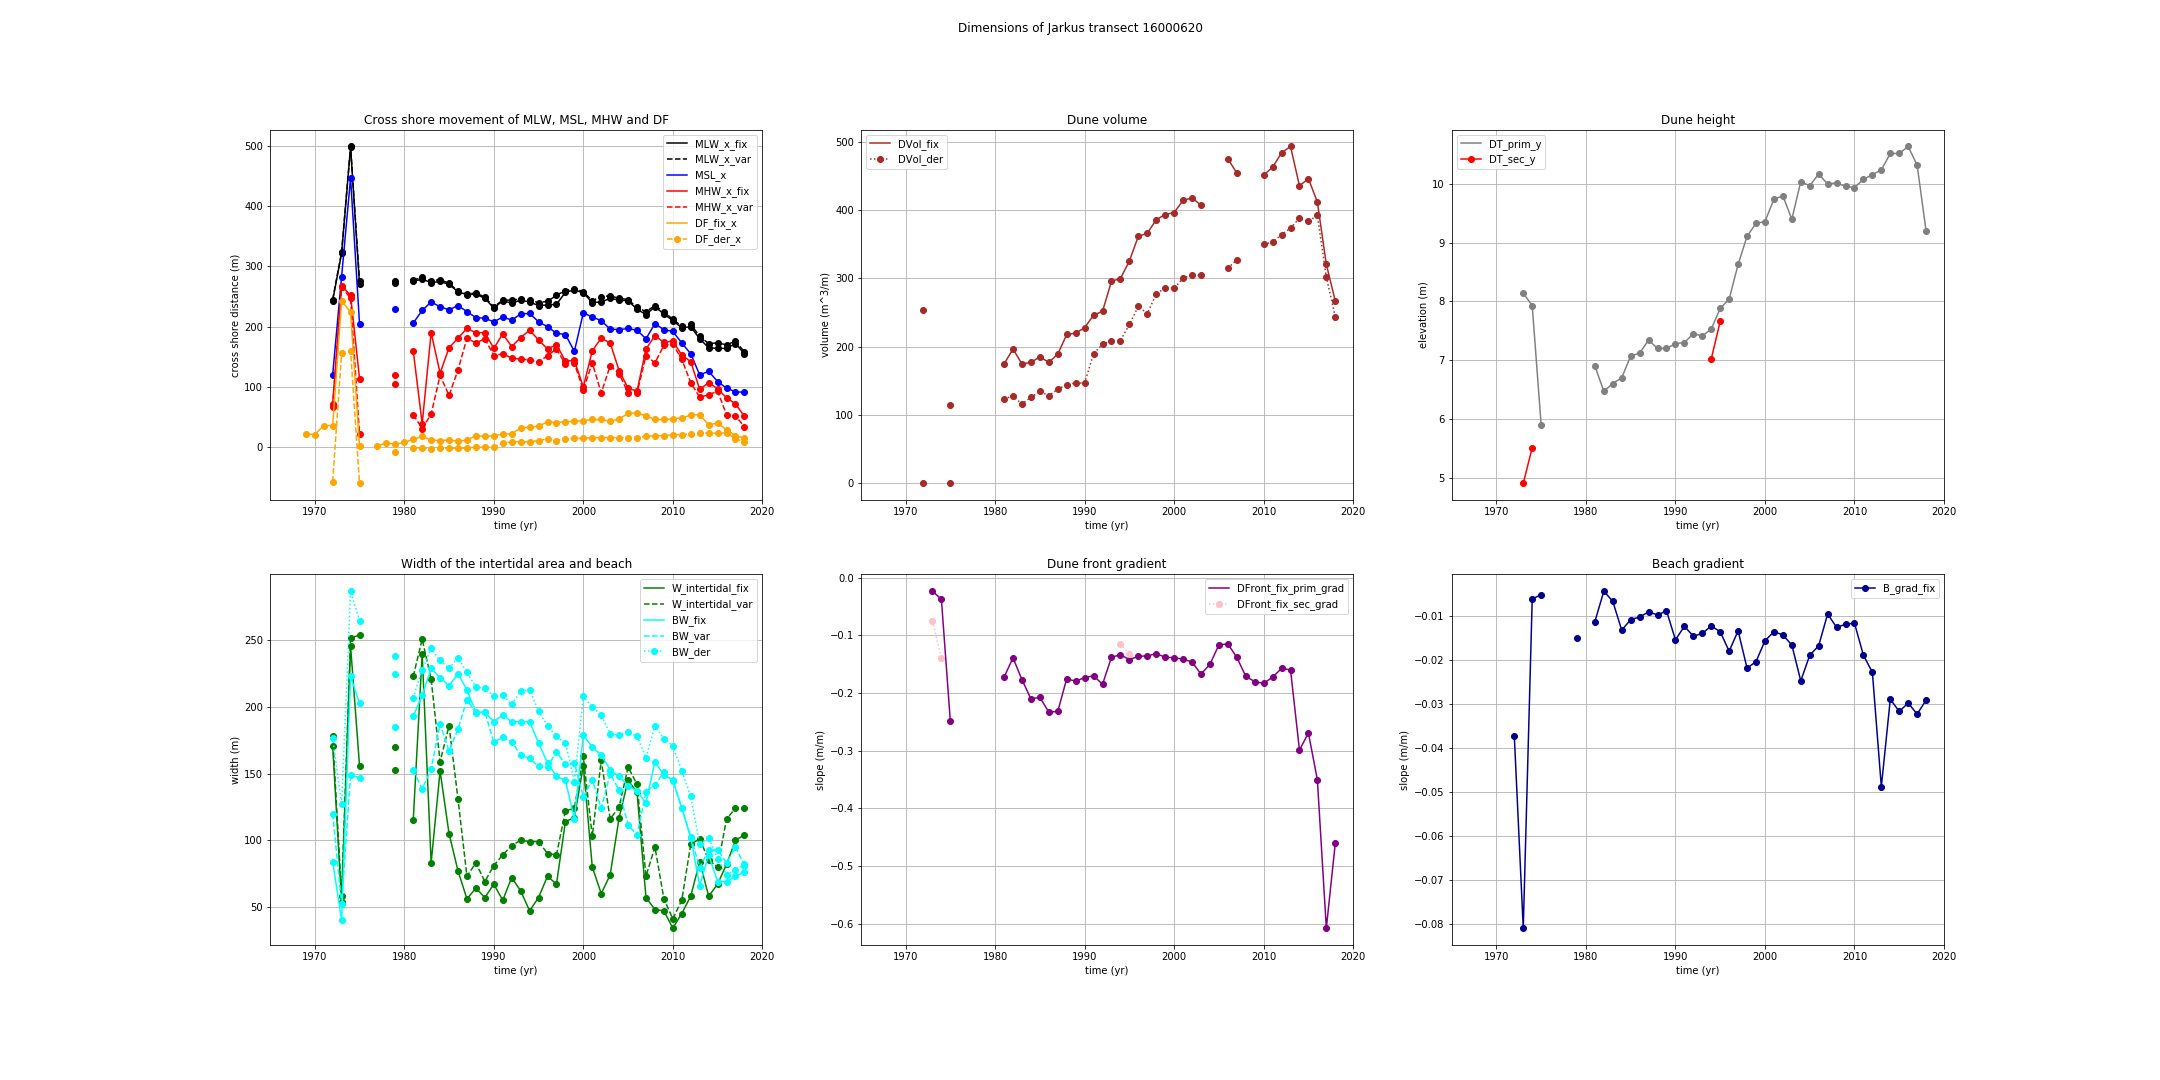 Dimensions of Jarkus transect 16000620
Cross shore movement of MLW, MSL, MHW and DF
cross shore distance (m)
500
400
300
200
100
0
1970 1980 1990 2000 2010 2020
time (yr)
MLW_x_fix
MLW_x_var
MSL_x
MHW_x_fix
MHW_x_var
DF_fix_x
DF_der_x
Dune volume
volume (m^3/m)
500
400
300
200
100
0
1970 1980 1990 2000 2010 2020
time (yr)
DVol_fix
DVol_der
Dune height
elevation (m)
10
9
8
7
6
5
1970 1980 1990 2000 2010 2020
time (yr)
DT_prim_y
DT_sec_y
Width of the intertidal area and beach
width (m)
250
200
150
100
50
1970 1980 1990 2000 2010 2020
time (yr)
W_intertidal_fix
W_intertidal_var
BW_fix
BW_var
BW_der
Dune front gradient
slope (m/m)
0.0
−0.1
−0.2
−0.3
−0.4
−0.5
−0.6
1970 1980 1990 2000 2010 2020
time (yr)
DFront_fix_prim_grad
DFront_fix_sec_grad
Beach gradient
slope (m/m)
−0.01
−0.02
−0.03
−0.04
−0.05
−0.06
−0.07
−0.08
1970 1980 1990 2000 2010 2020
time (yr)
B_grad_fix